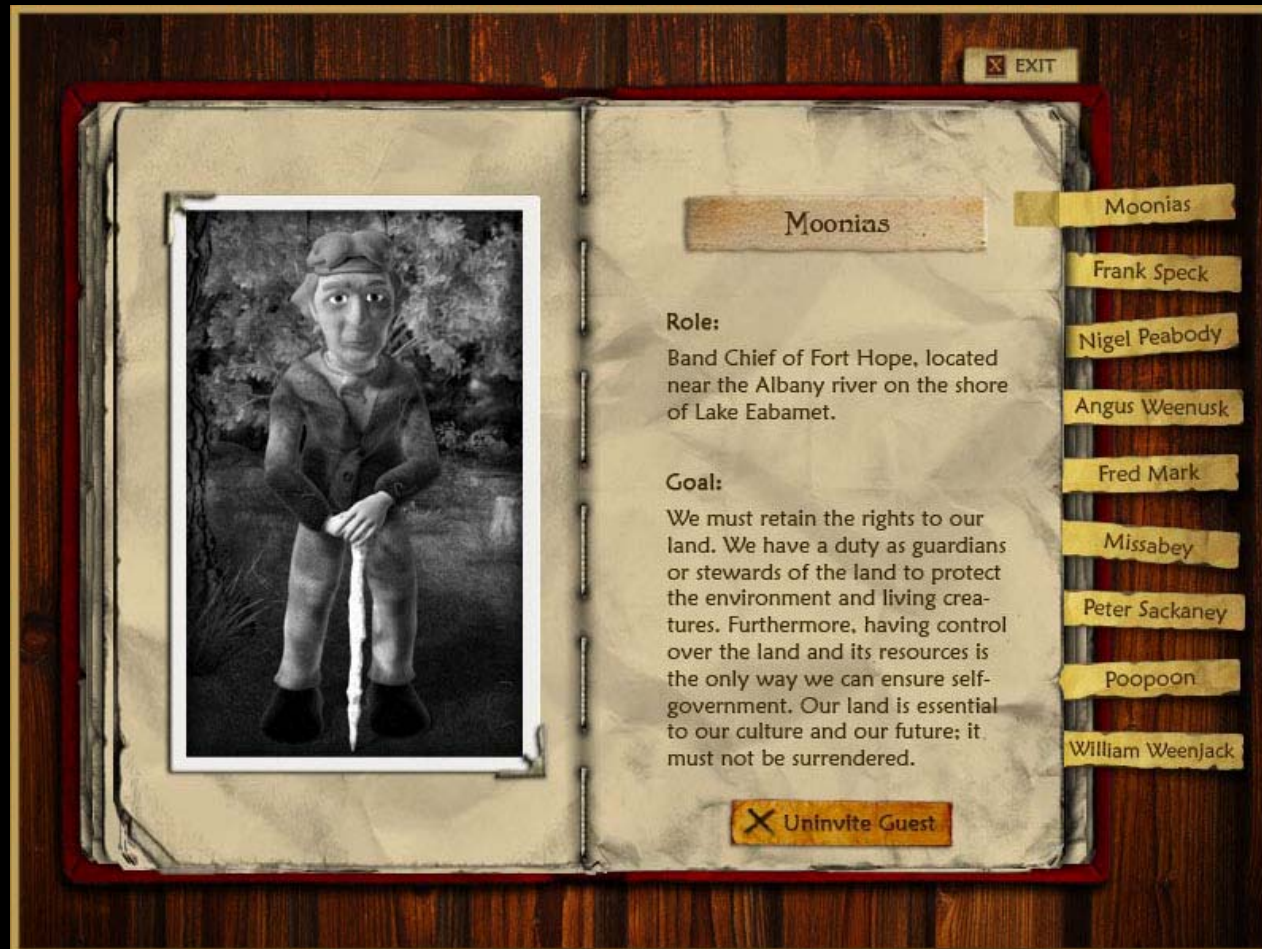 X EXIT
Moonias
Role:
Band Chief of Fort Hope, located
near the Albany river on the shore
of Lake Eabamet.
Goal:
We must retain the rights to our
land. We have a duty as guardians
or stewards of the land to protect
the environment and living crea-
tures. Furthermore, having control
over the land and its resources is
the only way we can ensure self-
government. Our land is essential
to our culture and our future; it
must not be surrendered.
X Uninvite Guest
Moonias
Frank Speck
Nigel Peabody
Angus Weenusk
Fred Mark
Missabey
Peter Sackaney
Poopoon
William Weenjack